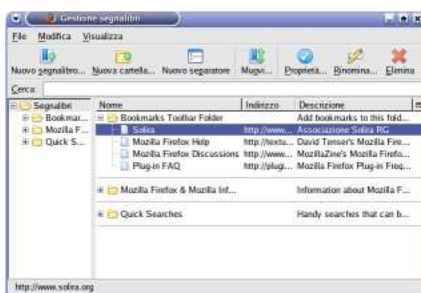 Gestione segnalibri
File Modifica Visualizza
Nuovo segnalibro... Nuova cartella... Nuovo separatore Muovi... Proprietà... Rinomina... Elimina
Cerca:
Segnalibri
Bookmar...
Mozilla F...
Quick S...
Nome Indirizzo Descrizione
Bookmarks Toolbar Folder Add bookmarks to this fold...
Solira http://www... Associazione Solira RG
Mozilla Firefox Help http://textu... David Tenser's Mozilla Fire...
Mozilla Firefox Discussions http://www... MozillaZine's Mozilla Firefo...
Plug-in FAQ http://plugi... Mozilla Firefox Plug-in Freq...
Mozilla Firefox & Mozilla Inf... Information about Mozilla F...
Quick Searches Handy searches that can b...
http://www.solira.org